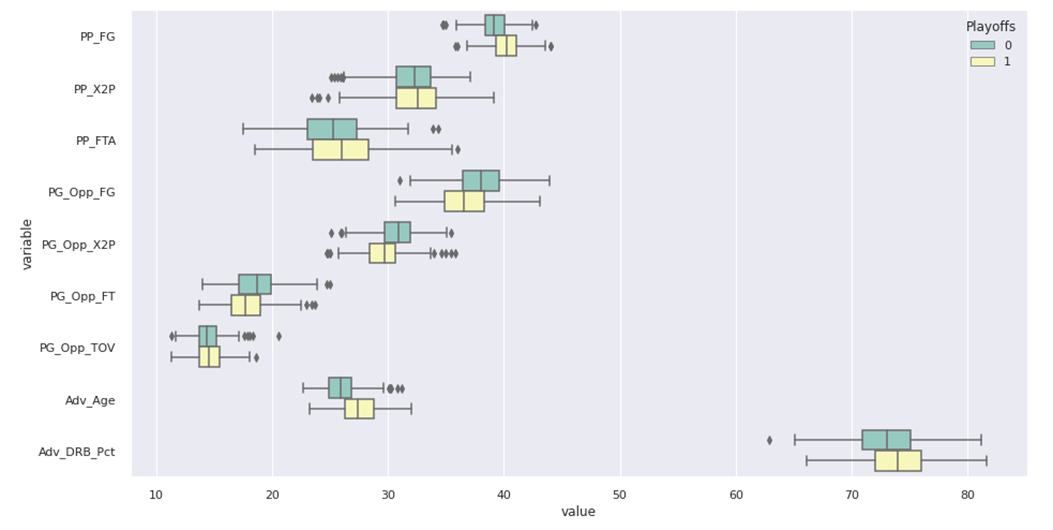 Playoffs
0
1
PP_FG
PP_X2P
PP_FTA
PG_Opp_FG
PG_Opp_X2P
PG_Opp_FT
PG_Opp_TOV
Adv_Age
Adv_DRB_Pct
variable
10 20 30 40 50 60 70 80
value